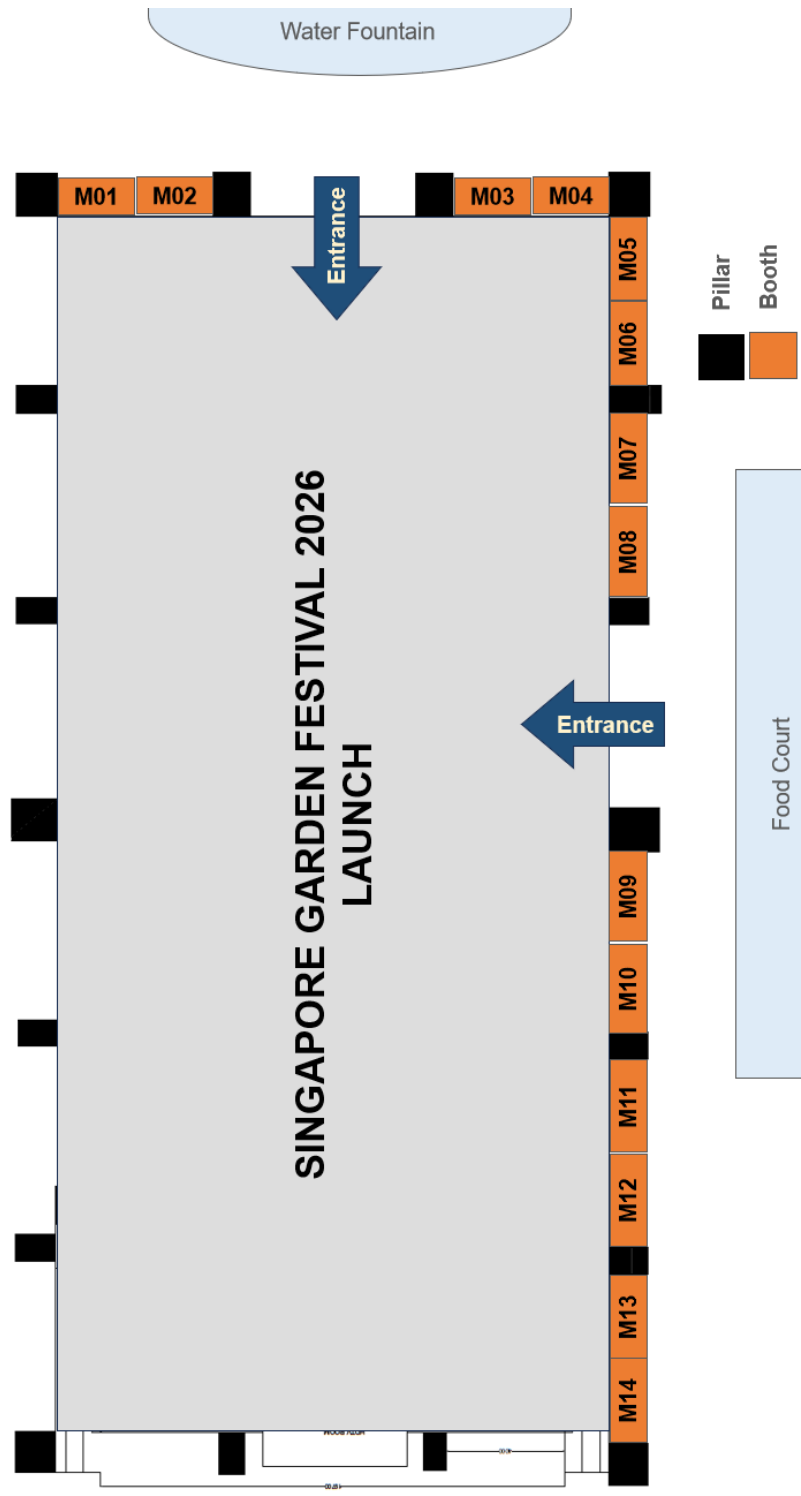 Water Fountain
M01
M02
M03
M04
Entrance
M05
M06
Pillar
Booth
M07
M08
SINGAPORE GARDEN FESTIVAL 2026
LAUNCH
Entrance
Food Court
M09
M10
M11
M12
M13
M14